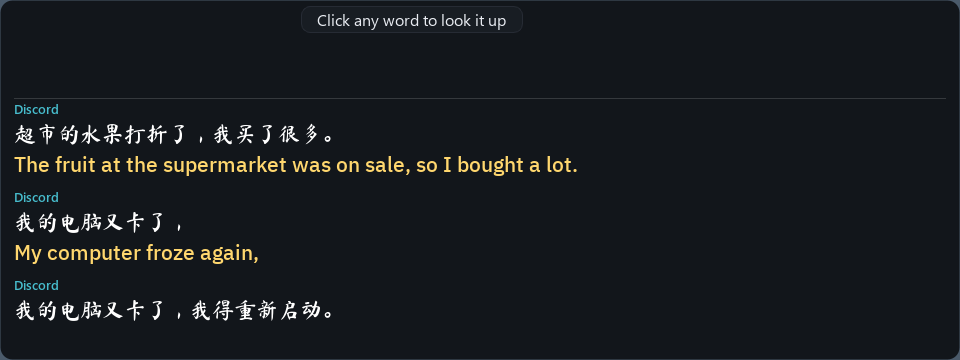 Click any word to look it up
Discord
超市的水果打折了，我买了很多。
The fruit at the supermarket was on sale, so I bought a lot.
Discord
我的电脑又卡了，
My computer froze again,
Discord
我的电脑又卡了，我得重新启动。